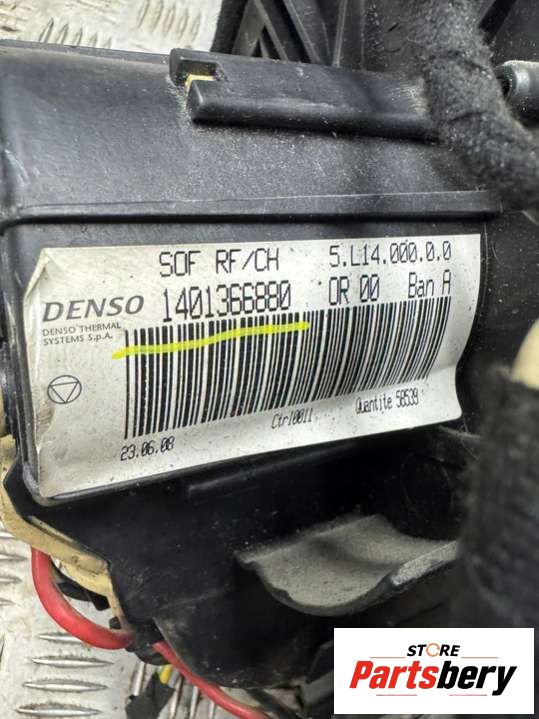 SOF RF/CH 5.L14.000.0.0
DENSO 1401366880 OR 00 Ban A
DENSO THERMAL
SYSTEMS S.p.A.
23.06.08 Ctrl0011 Quantite 58539
STORE
Partsbery